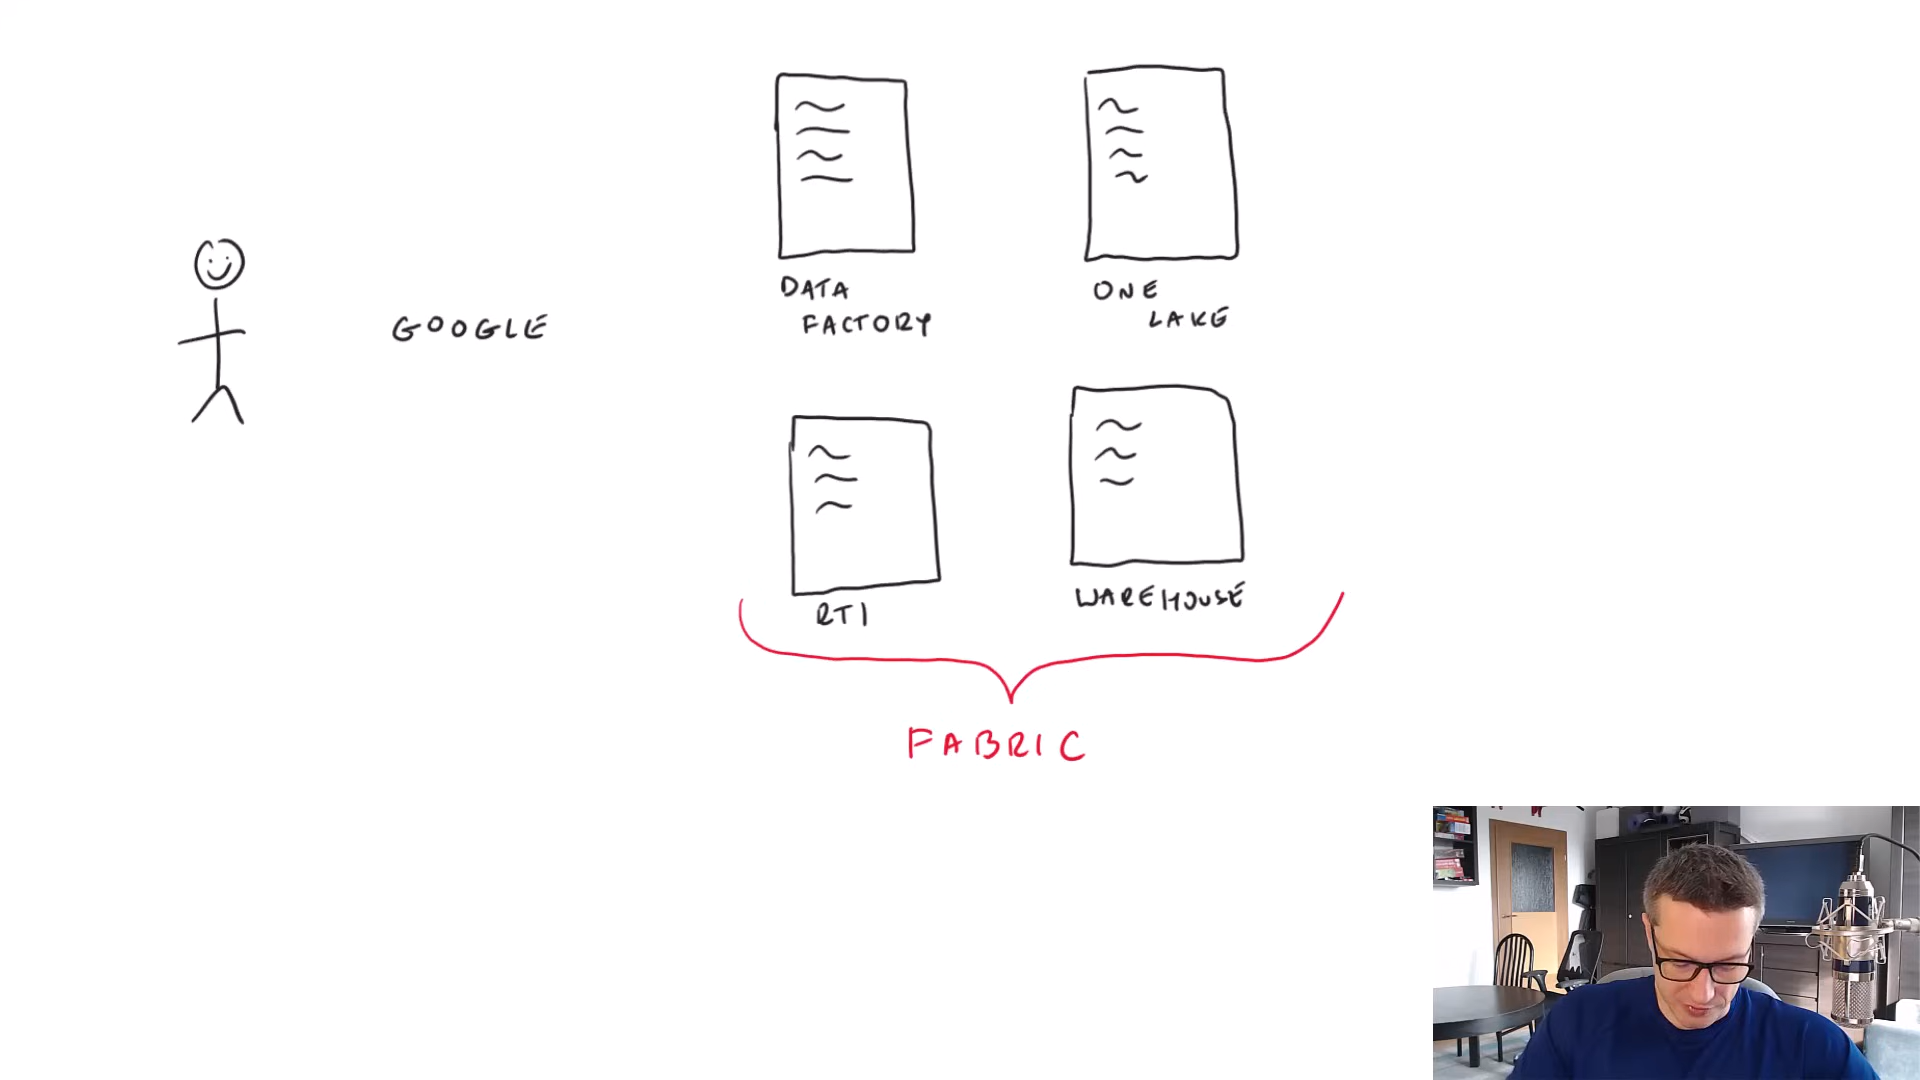 GOOGLE
DATA
FACTORY
ONE
LAKE
RTI
WAREHOUSE
FABRIC